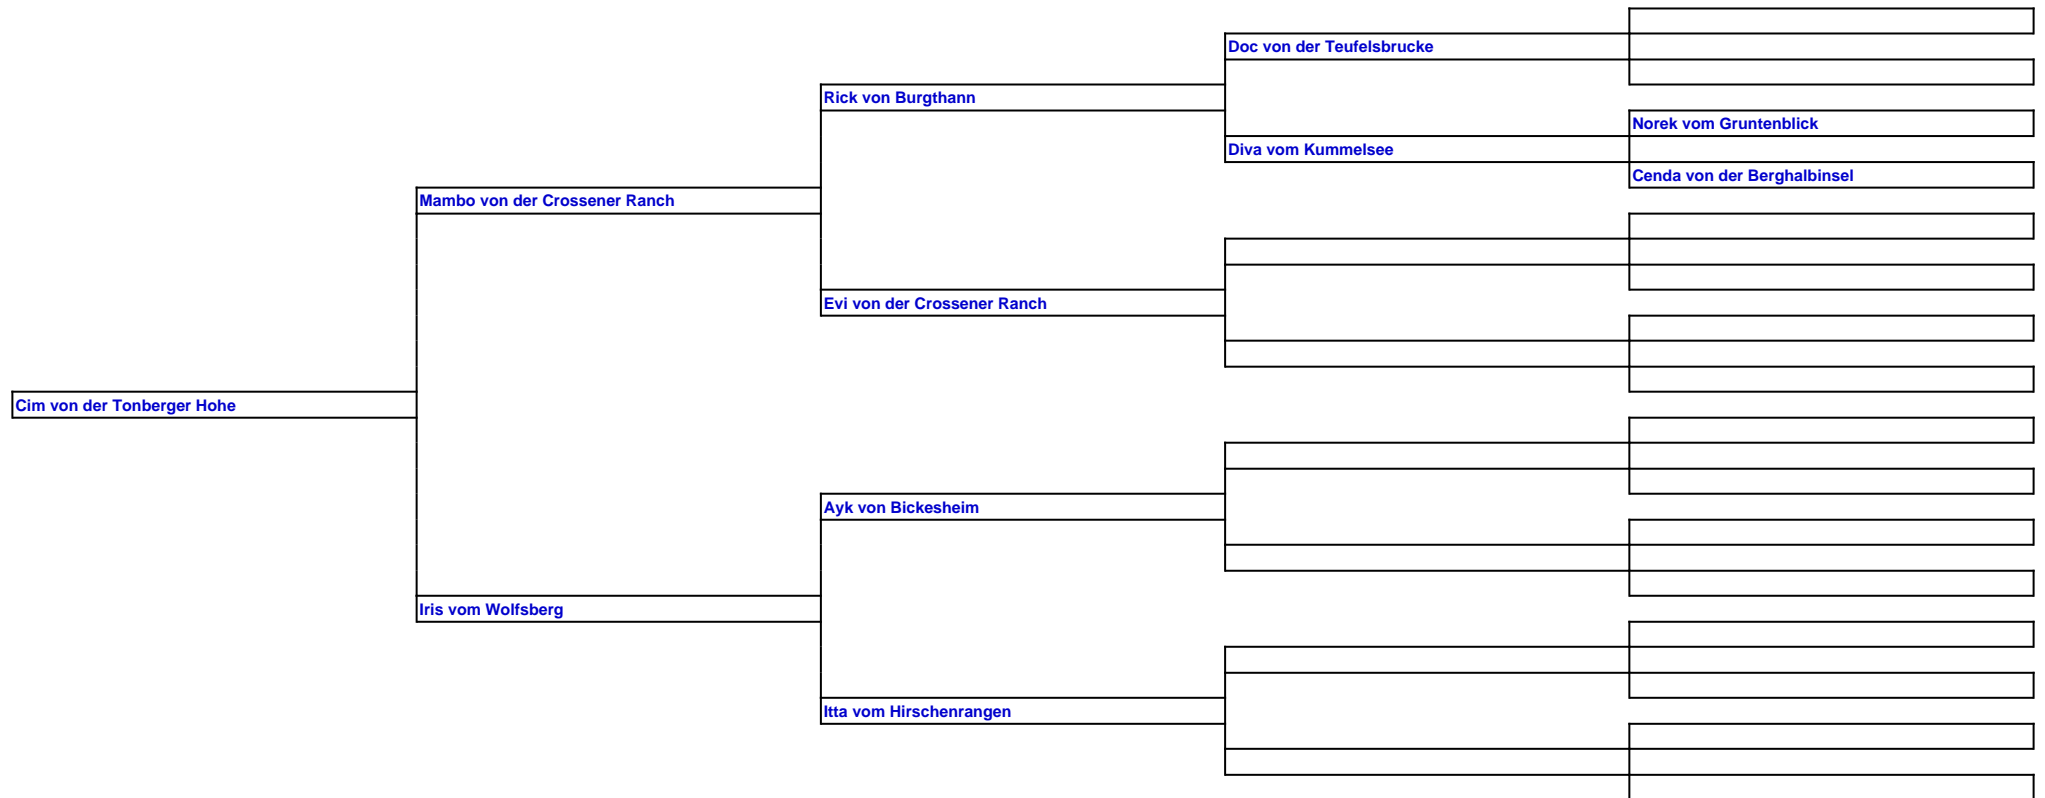 Doc von der Teufelsbrucke
Rick von Burgthann
Norek vom Gruntenblick
Diva vom Kummelsee
Cenda von der Berghalbinsel
Mambo von der Crossener Ranch
Evi von der Crossener Ranch
Cim von der Tonberger Hohe
Ayk von Bickesheim
Iris vom Wolfsberg
Itta vom Hirschenrangen